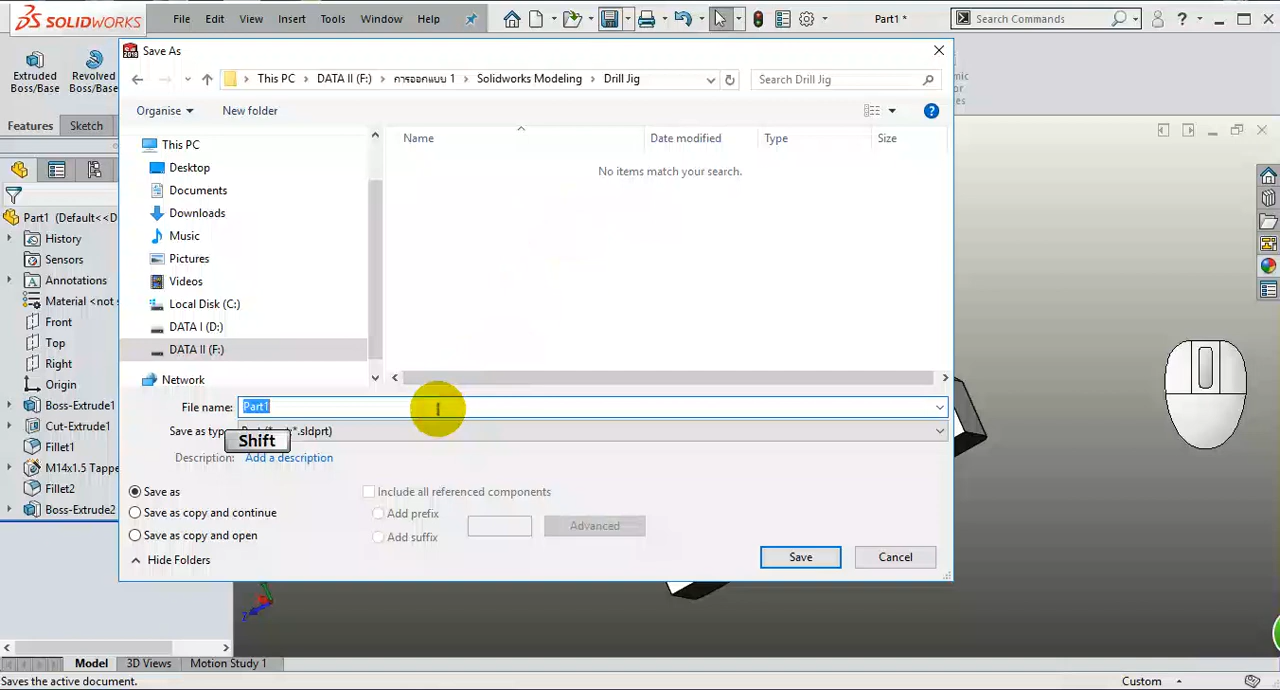 SOLIDWORKS File Edit View Insert Tools Window Help Part1 * Search Commands ?
Save As
Extruded Boss/Base
Revolved Boss/Base
This PC DATA II (F:) การออกแบบ 1 Solidworks Modeling Drill Jig Search Drill Jig
Organise New folder
Features Sketch
Name Date modified Type Size
No items match your search.
This PC
Desktop
Documents
Downloads
Music
Pictures
Videos
Local Disk (C:)
DATA I (D:)
DATA II (F:)
Network
Part1 (Default<<D
History
Sensors
Annotations
Material <not s
Front
Top
Right
Origin
Boss-Extrude1
Cut-Extrude1
Fillet1
M14x1.5 Tappe
Fillet2
Boss-Extrude2
File name: Part1
Save as typ *.sldprt)
Shift
Description: Add a description
Save as
Save as copy and continue
Save as copy and open
Include all referenced components
Add prefix
Add suffix
Advanced
Hide Folders
Save Cancel
Z
Model 3D Views Motion Study 1
Saves the active document. Custom